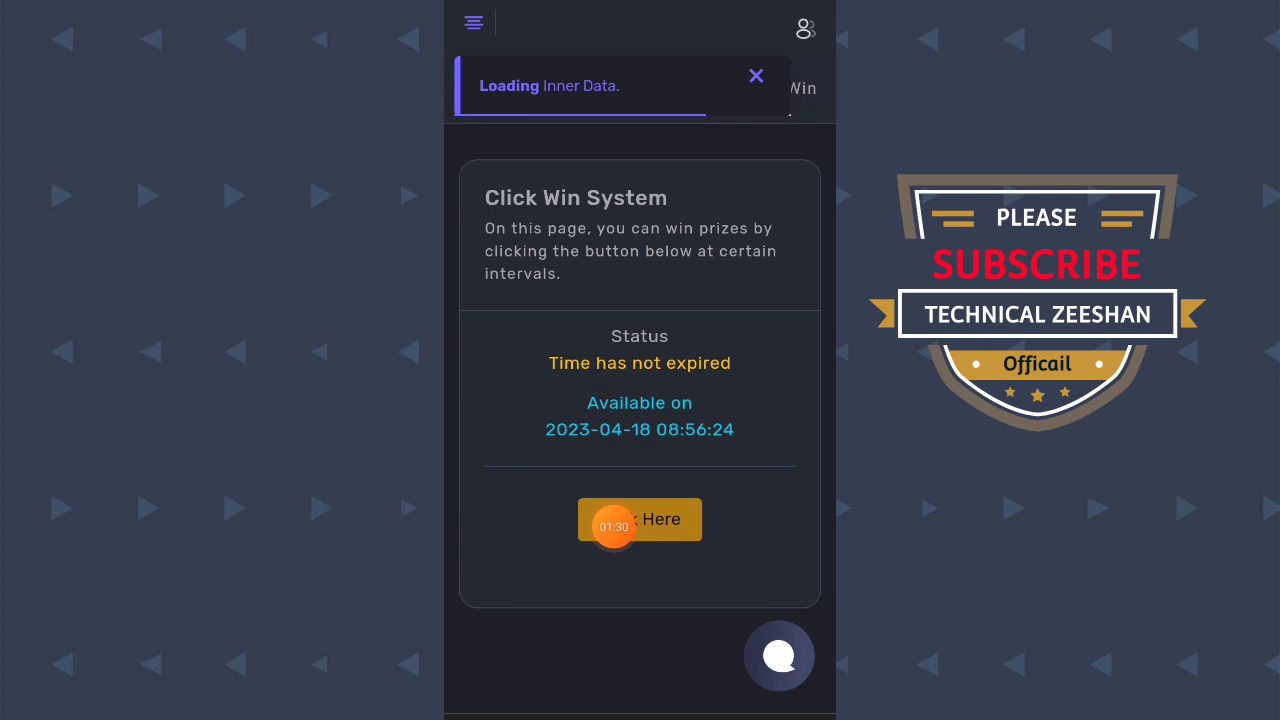 Loading Inner Data.
Win
Click Win System
On this page, you can win prizes by
clicking the button below at certain
intervals.
Status
Time has not expired
Available on
2023-04-18 08:56:24
Here
01:30
PLEASE
SUBSCRIBE
TECHNICAL ZEESHAN
Officail